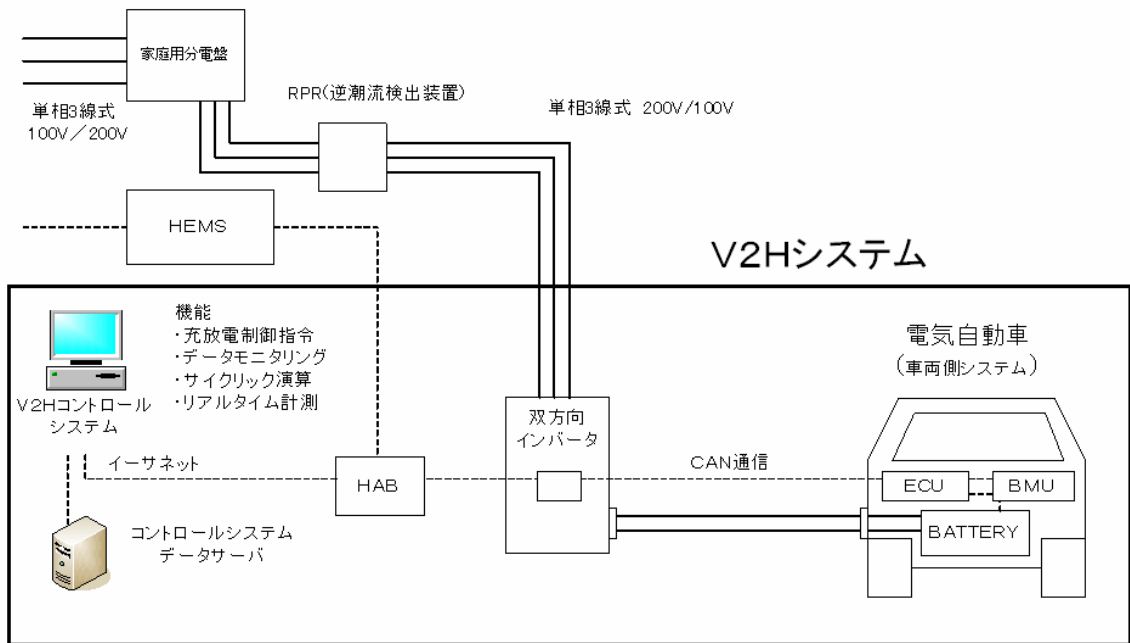 家庭用分電盤
RPR(逆潮流検出装置)
単相3線式 200V/100V
単相3線式
100V／200V
HEMS
V2Hシステム
機能
・充放電制御指令
・データモニタリング
・サイクリック演算
・リアルタイム計測
電気自動車
(車両側システム)
V2Hコントロール
システム
双方向
インバータ
イーサネット
HAB
CAN通信
ECU
BMU
BATTERY
コントロールシステム
データサーバ